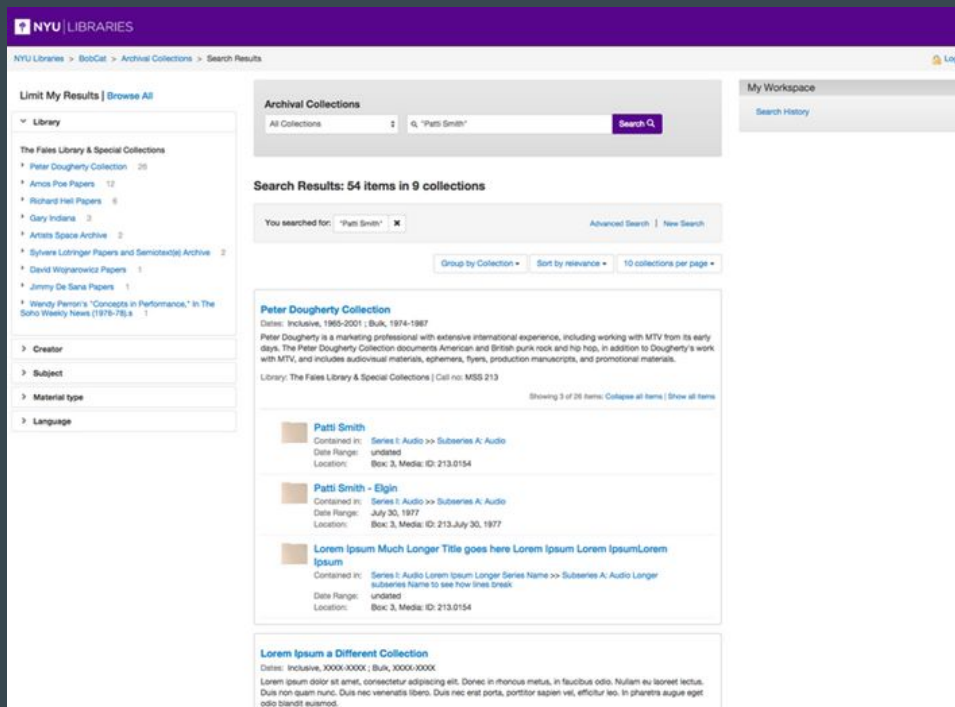 NYU LIBRARIES
NYU Libraries > BobCat > Archival Collections > Search Results
Log
Limit My Results | Browse All
Library
The Fales Library & Special Collections
Peter Dougherty Collection 26
Amos Poe Papers 12
Richard Hell Papers 6
Gary Indiana 3
Artists Space Archive 2
Sylvere Lotringer Papers and Semiotext(e) Archive 2
David Wojnarowicz Papers 1
Jimmy De Sana Papers 1
Wendy Perron's "Concepts in Performance," In The
Soho Weekly News (1976-78).s 1
> Creator
> Subject
> Material type
> Language
Archival Collections
All Collections "Patti Smith" Search
Search Results: 54 items in 9 collections
You searched for: "Patti Smith" ✖ Advanced Search | New Search
Group by Collection Sort by relevance 10 collections per page
Peter Dougherty Collection
Dates: Inclusive, 1965-2001 ; Bulk, 1974-1987
Peter Dougherty is a marketing professional with extensive international experience, including working with MTV from its early
days. The Peter Dougherty Collection documents American and British punk rock and hip hop, in addition to Dougherty's work
with MTV, and includes audiovisual materials, ephemera, flyers, production manuscripts, and promotional materials.
Library: The Fales Library & Special Collections | Call no: MSS 213
Showing 3 of 26 items: Collapse all items | Show all items
Patti Smith
Contained in: Series I: Audio >> Subseries A: Audio
Date Range: undated
Location: Box: 3, Media: ID: 213.0154
Patti Smith - Elgin
Contained in: Series I: Audio >> Subseries A: Audio
Date Range: July 30, 1977
Location: Box: 3, Media: ID: 213.July 30, 1977
Lorem Ipsum Much Longer Title goes here Lorem Ipsum Lorem IpsumLorem
Ipsum
Contained in: Series I: Audio Lorem Ipsum Longer Series Name >> Subseries A: Audio Longer
subseries Name to see how lines break
Date Range: undated
Location: Box: 3, Media: ID: 213.0154
Lorem Ipsum a Different Collection
Dates: Inclusive, XXXX-XXXX ; Bulk, XXXX-XXXX
Lorem ipsum dolor sit amet, consectetur adipiscing elit. Donec in rhoncus metus, in faucibus odio. Nullam eu laoreet lectus.
Duis non quam nunc. Duis nec venenatis libero. Duis nec erat porta, porttitor sapien vel, efficitur leo. In pharetra augue eget
odio blandit euismod.
My Workspace
Search History